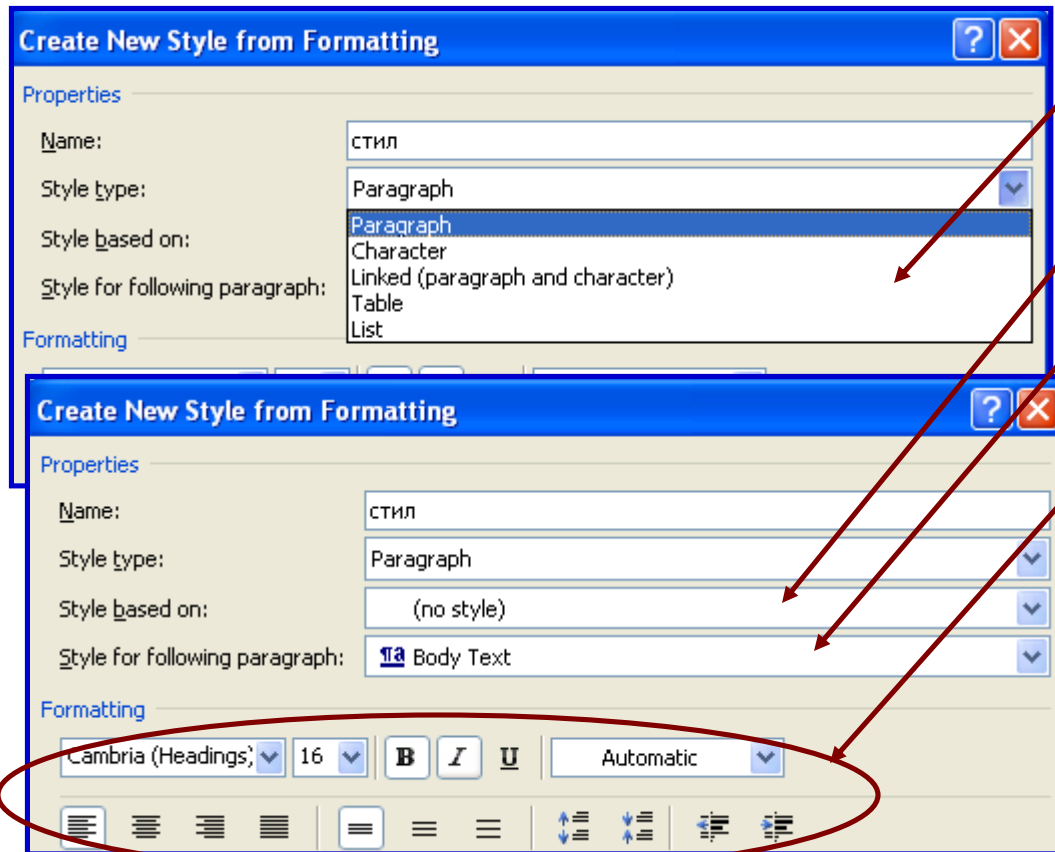 Create New Style from Formatting
Properties
Name: стил
Style type: Paragraph
Paragraph
Character
Style based on:
Linked (paragraph and character)
Style for following paragraph:
Table
List
Formatting
Create New Style from Formatting
Properties
Name: стил
Style type: Paragraph
Style based on: (no style)
Style for following paragraph: ¶a Body Text
Formatting
Cambria (Headings) 16 B I U Automatic